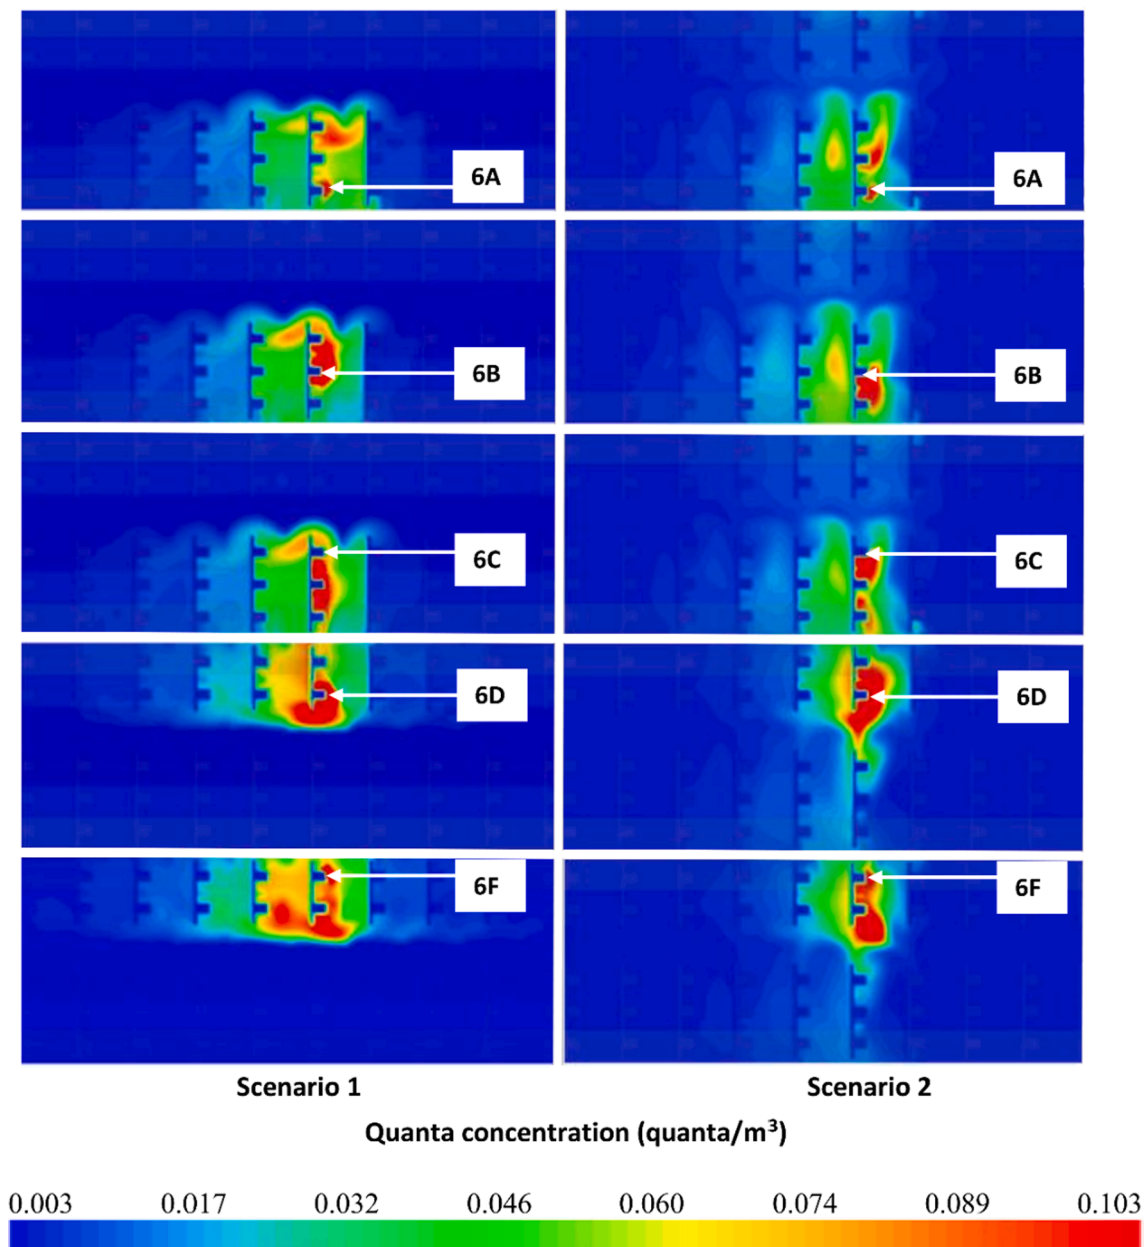 6A 6A
6B 6B
6C 6C
6D 6D
6F 6F
Scenario 1 Scenario 2
Quanta concentration (quanta/m³)
0.003 0.017 0.032 0.046 0.060 0.074 0.089 0.103